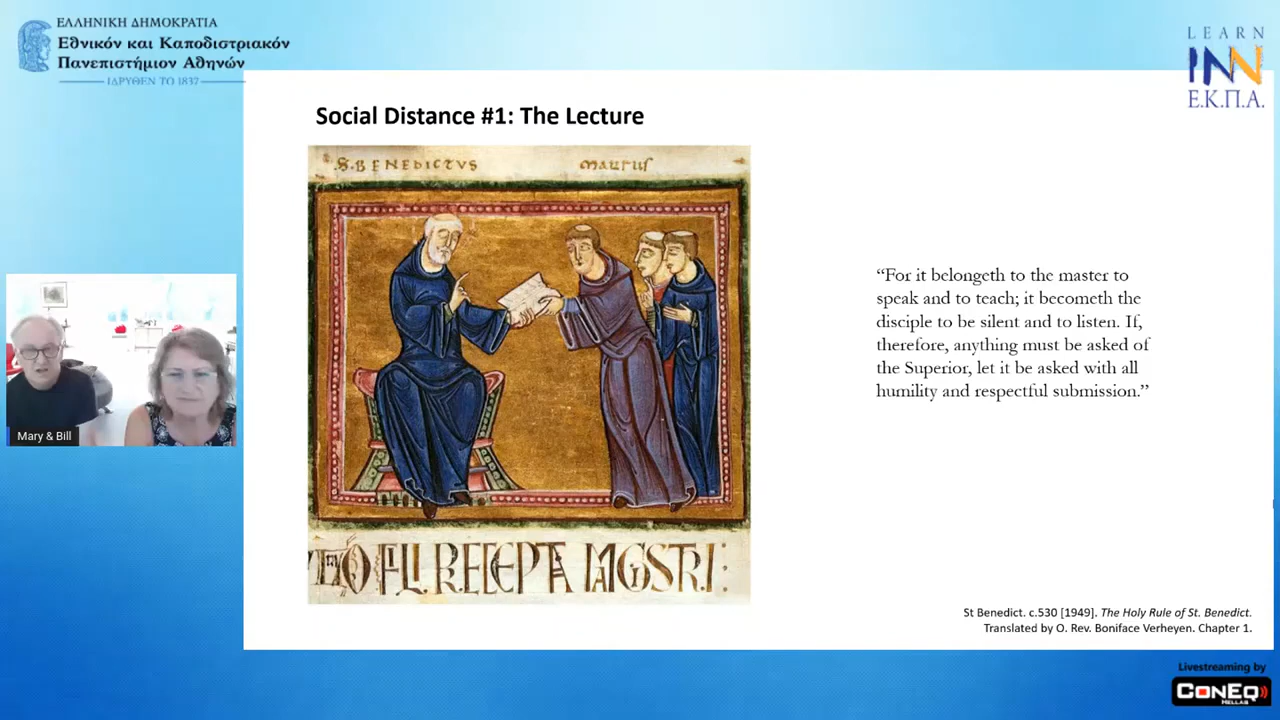 ΕΛΛΗΝΙΚΗ ΔΗΜΟΚΡΑΤΙΑ
Εθνικόν και Καποδιστριακόν
Πανεπιστήμιον Αθηνών
ΙΔΡΥΘΕΝ ΤΟ 1837
LEARN
INN
Ε.Κ.Π.Α.
Social Distance #1: The Lecture
S. BENEDICTVS MAURUS
“For it belongeth to the master to
speak and to teach; it becometh the
disciple to be silent and to listen. If,
therefore, anything must be asked of
the Superior, let it be asked with all
humility and respectful submission.”
Mary & Bill
St Benedict. c.530 [1949]. The Holy Rule of St. Benedict.
Translated by O. Rev. Boniface Verheyen. Chapter 1.
Livestreaming by
CONEQ
HELLAS